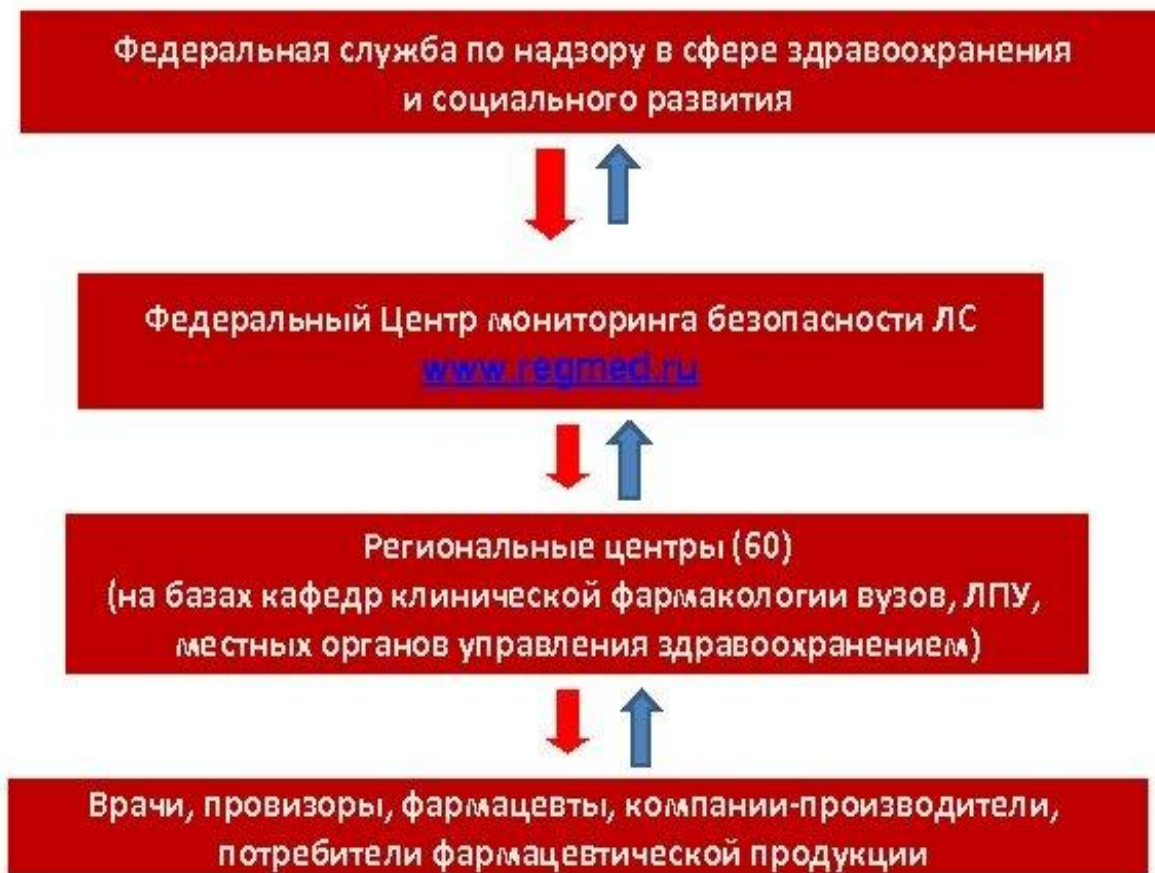 Федеральная служба по надзору в сфере здравоохранения
и социального развития
Федеральный Центр мониторинга безопасности ЛС
www.regmed.ru
Региональные центры (60)
(на базах кафедр клинической фармакологии вузов, ЛПУ,
местных органов управления здравоохранением)
Врачи, провизоры, фармацевты, компании-производители,
потребители фармацевтической продукции